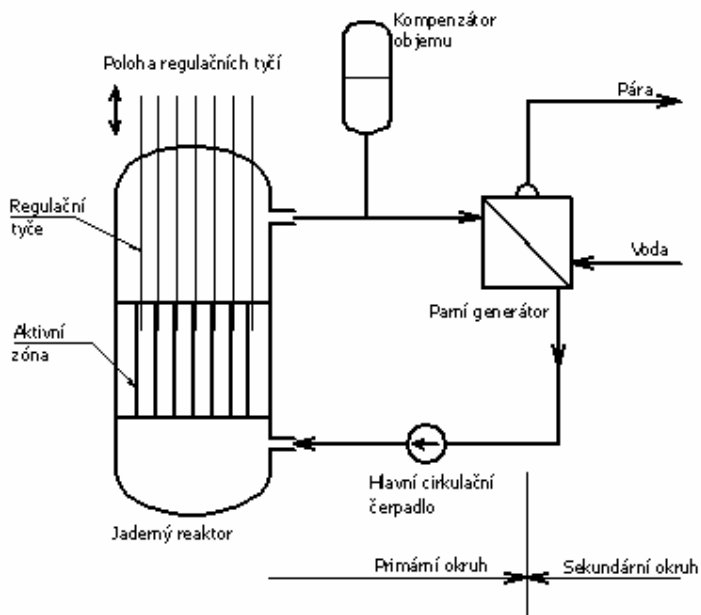 Kompenzátor
objemu
Poloha regulačních tyčí
Pára
Regulační
tyče
Voda
Parní generátor
Aktivní
zóna
Hlavní cirkulační
čerpadlo
Jaderný reaktor
Primární okruh
Sekundární okruh